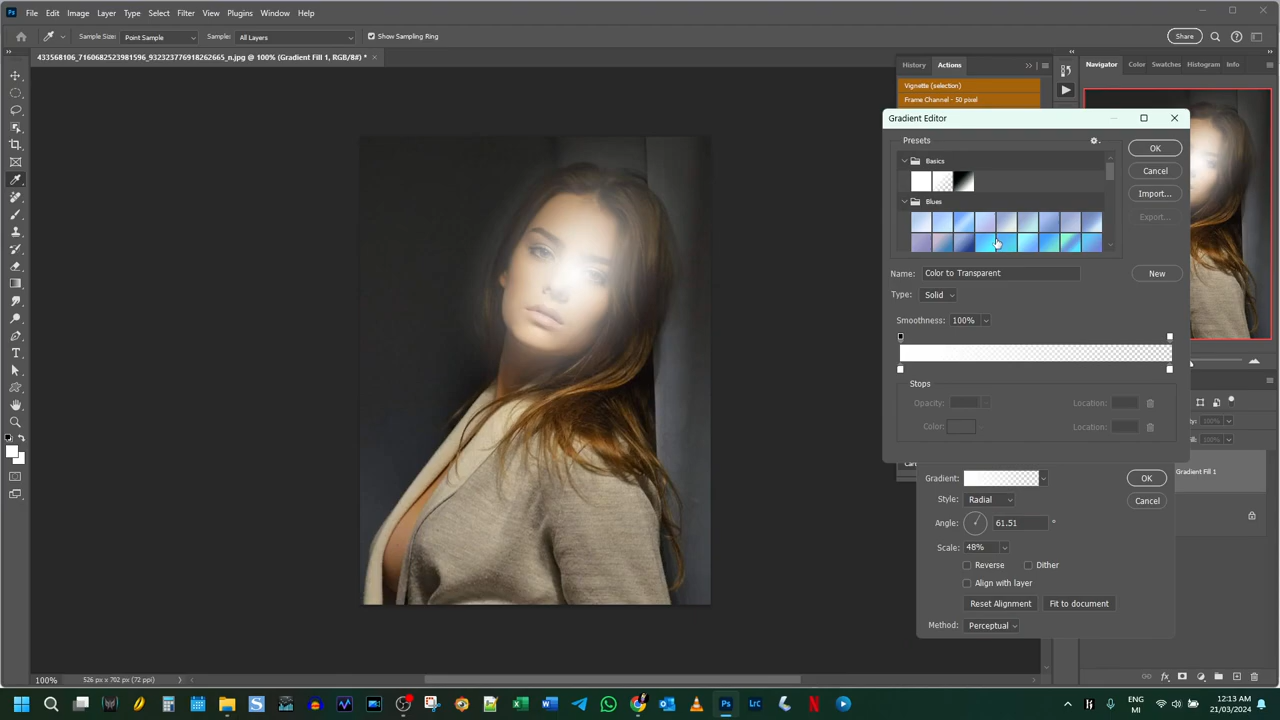 File Edit Image Layer Type Select Filter View Plugins Window Help
Sample Size: Point Sample Sample: All Layers Show Sampling Ring Share
433568106_7160682523981596_932323776918262665_n.jpg @ 100% (Gradient Fill 1, RGB/8#) *
History Actions
Navigator Color Swatches Histogram Info
Vignette (selection)
Frame Channel - 50 pixel
Gradient Editor
Presets
OK
Basics
Cancel
Import...
Blues
Export...
Name: Color to Transparent New
Type: Solid
Smoothness: 100%
Stops
Opacity: Location:
Color: Location:
100%
100%
Gradient Fill 1
Gradient: OK
Style: Radial Cancel
Angle: 61.51 °
Scale: 48%
Reverse Dither
Align with layer
Reset Alignment Fit to document
Method: Perceptual
100% 526 px x 702 px (72 ppi)
ENG
MI
12:13 AM
21/03/2024